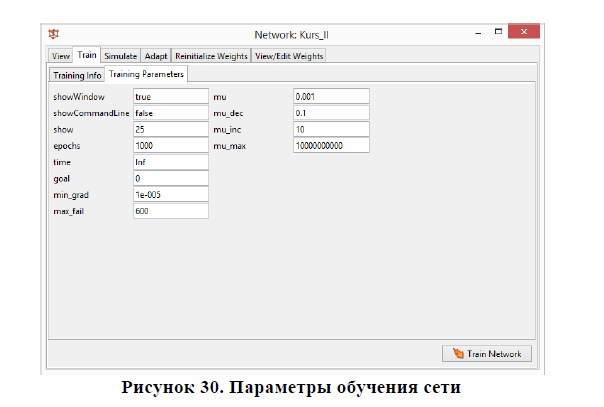 Network: Kurs_II
View Train Simulate Adapt Reinitialize Weights View/Edit Weights
Training Info Training Parameters
showWindow true mu 0.001
showCommandLine false mu_dec 0.1
show 25 mu_inc 10
epochs 1000 mu_max 10000000000
time Inf
goal 0
min_grad 1e-005
max_fail 600
Train Network
Рисунок 30. Параметры обучения сети